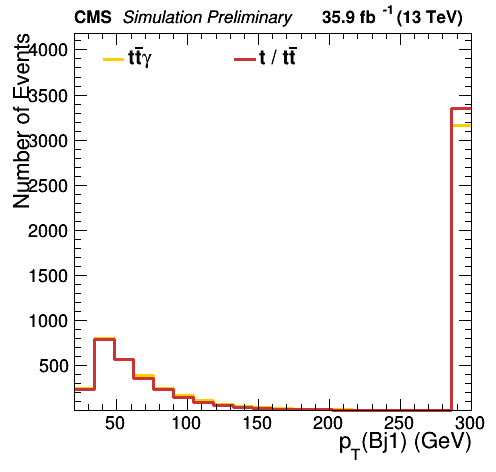 CMS Simulation Preliminary 35.9 fb⁻¹ (13 TeV)
tt̄γ t / tt̄
Number of Events
4000
3500
3000
2500
2000
1500
1000
500
50 100 150 200 250 300
p_T(Bj1) (GeV)